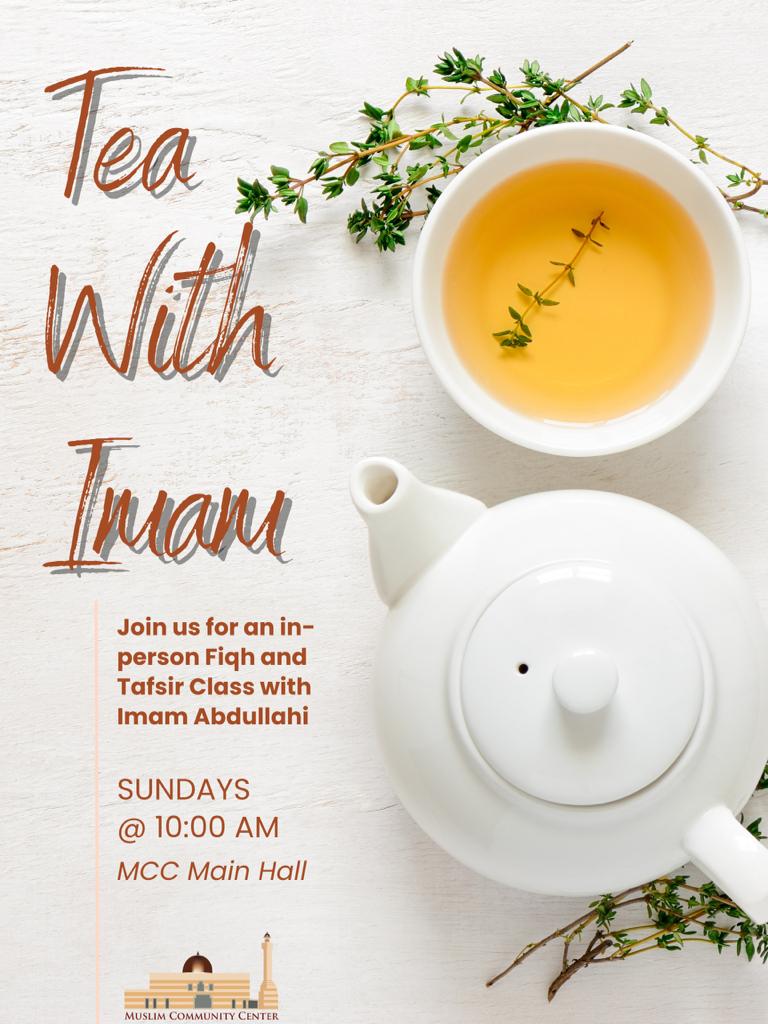 Tea
With
Imam
Join us for an in-
person Fiqh and
Tafsir Class with
Imam Abdullahi
SUNDAYS
@ 10:00 AM
MCC Main Hall
MUSLIM COMMUNITY CENTER